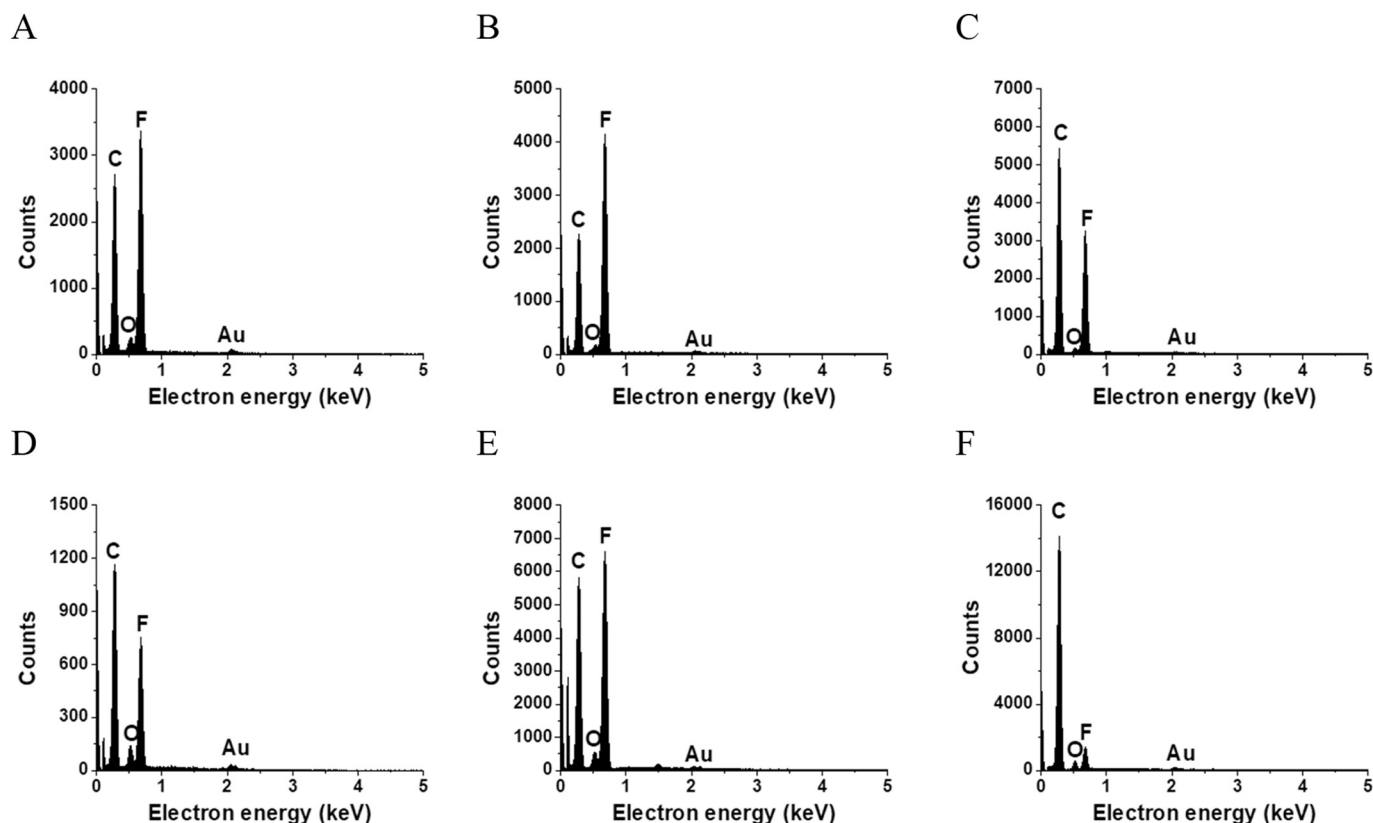 A
B
C
4000
3000
2000
1000
0
Counts
C
O
F
Au
0 1 2 3 4 5
Electron energy (keV)
5000
4000
3000
2000
1000
0
Counts
C
O
F
Au
0 1 2 3 4 5
Electron energy (keV)
7000
6000
5000
4000
3000
2000
1000
0
Counts
C
O
F
Au
0 1 2 3 4 5
Electron energy (keV)
D
E
F
1500
1200
900
600
300
0
Counts
C
O
F
Au
0 1 2 3 4 5
Electron energy (keV)
8000
7000
6000
5000
4000
3000
2000
1000
0
Counts
C
O
F
Au
0 1 2 3 4 5
Electron energy (keV)
16000
12000
8000
4000
0
Counts
C
O
F
Au
0 1 2 3 4 5
Electron energy (keV)